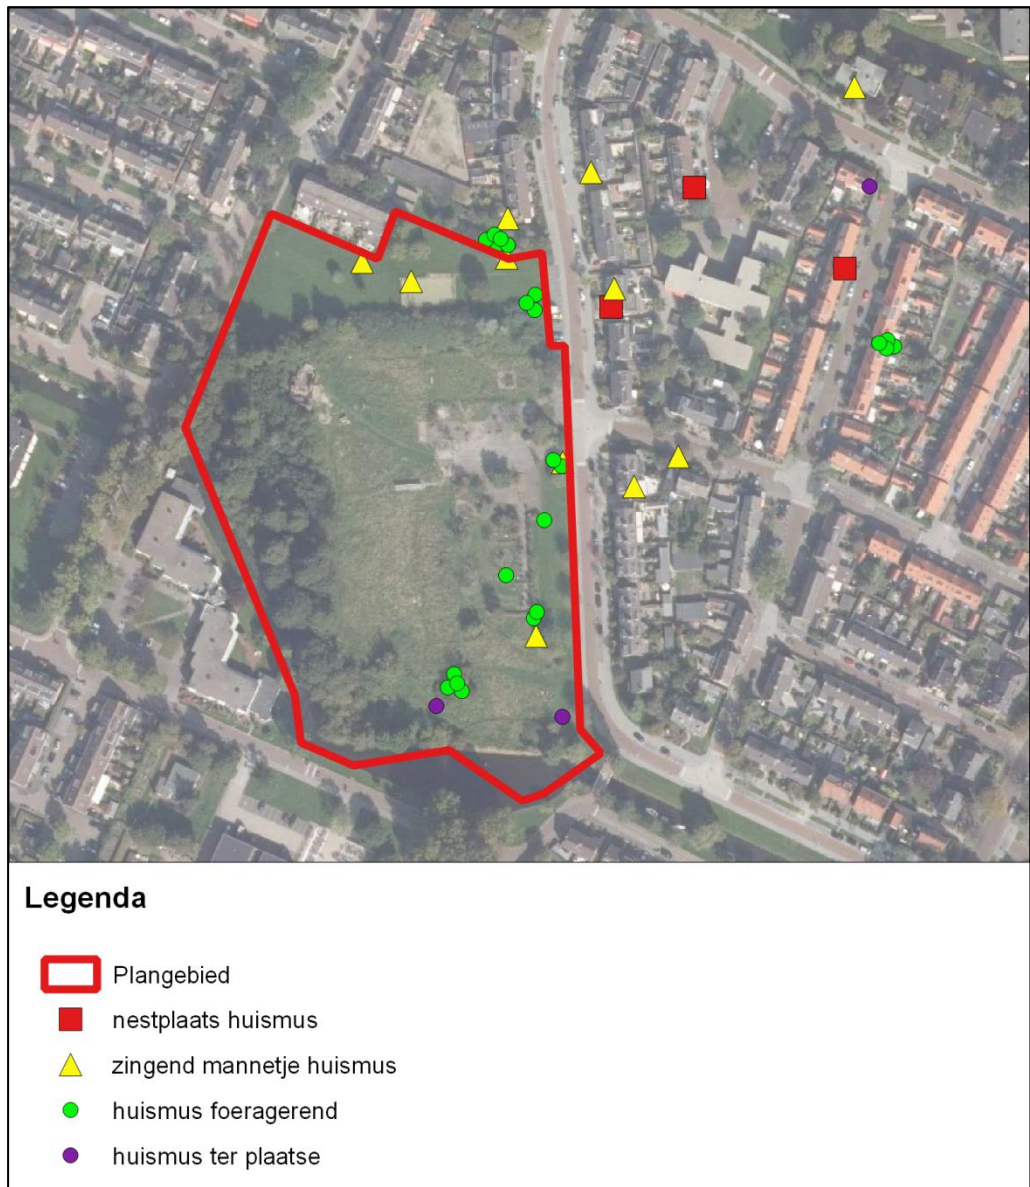 Legenda
Plangebied
nestplaats huismus
zingend mannetje huismus
huismus foeragerend
huismus ter plaatse